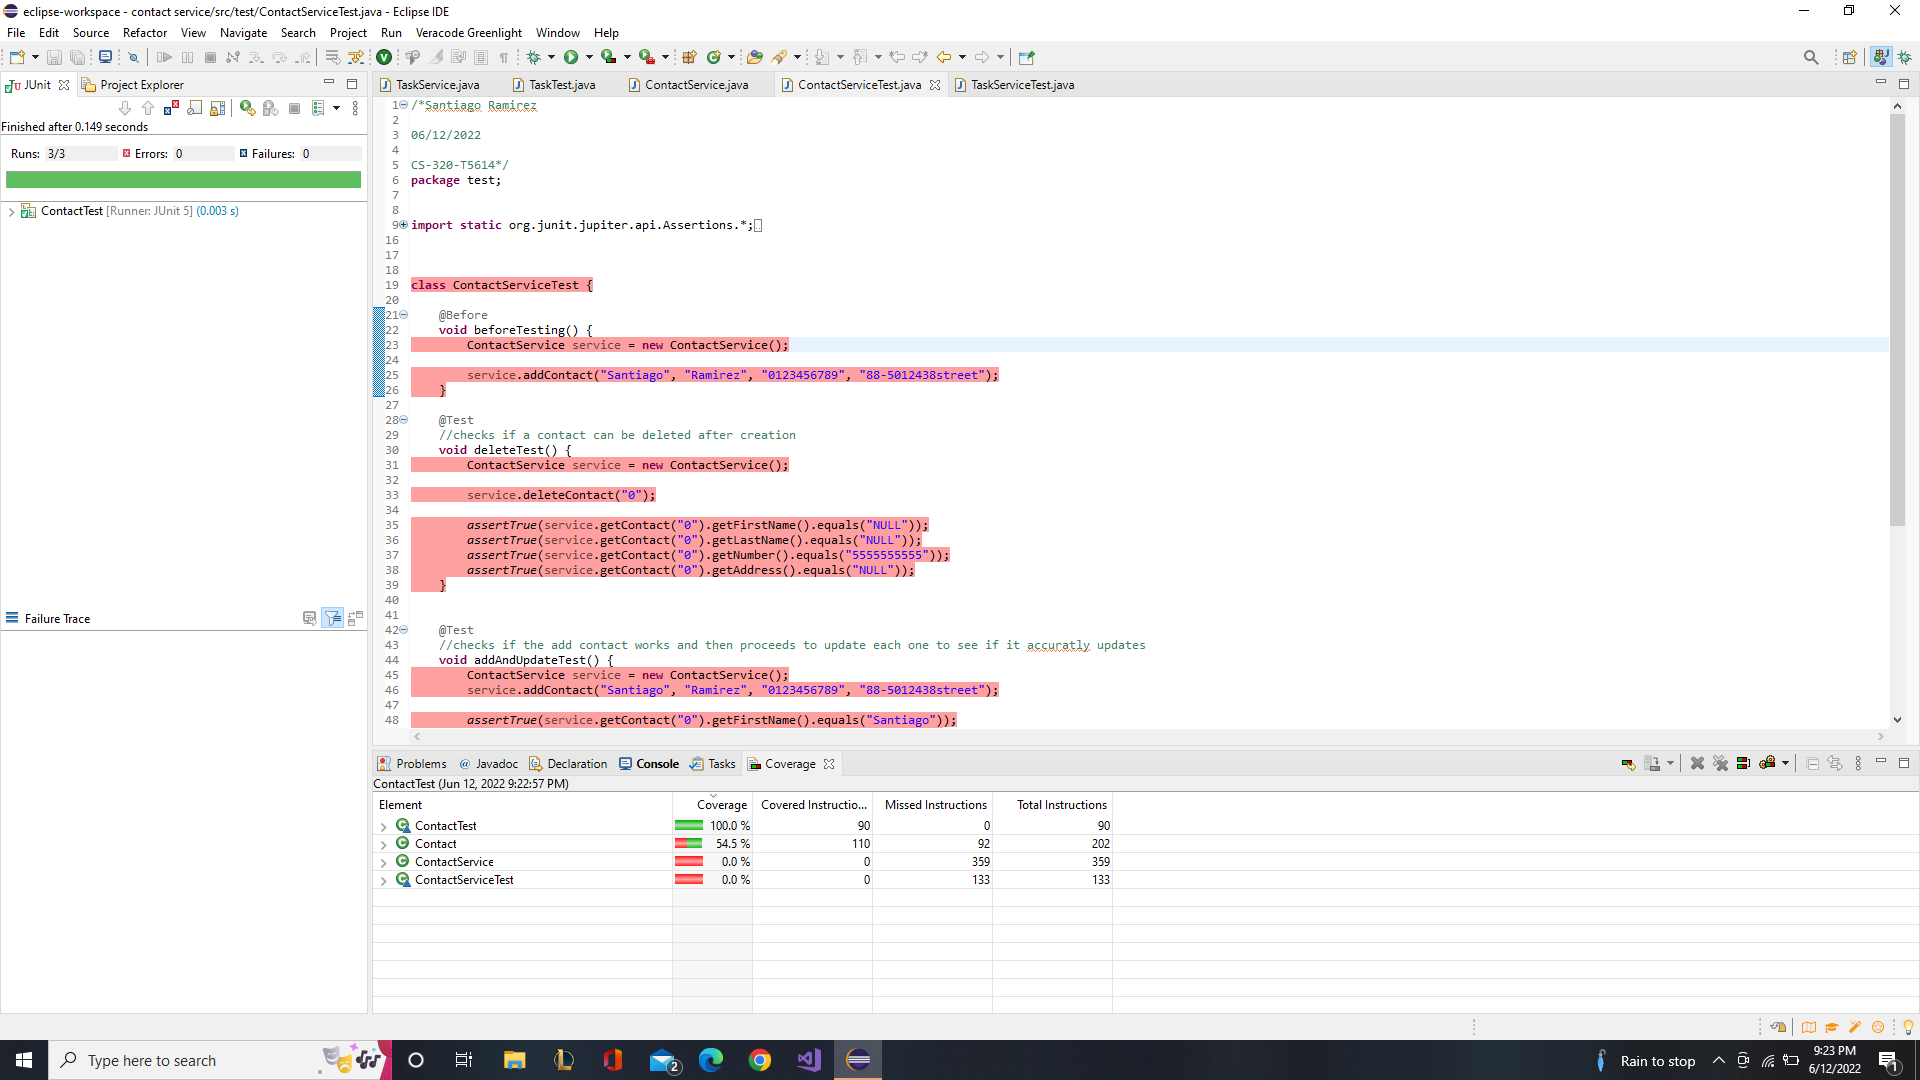 eclipse-workspace - contact service/src/test/ContactServiceTest.java - Eclipse IDE
File Edit Source Refactor Navigate View Search Project Run Veracode Greenlight Window Help
JUnit Project Explorer
TaskService.java TaskTest.java ContactService.java ContactServiceTest.java TaskServiceTest.java
Finished after 0.149 seconds
Runs: 3/3 Errors: 0 Failures: 0
ContactTest [Runner: JUnit 5] (0.003 s)
Failure Trace
1 /*Santiago Ramirez
2
3 06/12/2022
4
5 CS-320-T5614*/
6 package test;
7
8
9 import static org.junit.jupiter.api.Assertions.*;
16
17
18
19 class ContactServiceTest {
20
21 @Before
22 void beforeTesting() {
23 ContactService service = new ContactService();
24
25 service.addContact("Santiago", "Ramirez", "0123456789", "88-5012438street");
26 }
27
28 @Test
29 //checks if a contact can be deleted after creation
30 void deleteTest() {
31 ContactService service = new ContactService();
32
33 service.deleteContact("0");
34
35 assertTrue(service.getContact("0").getFirstName().equals("NULL"));
36 assertTrue(service.getContact("0").getLastName().equals("NULL"));
37 assertTrue(service.getContact("0").getNumber().equals("5555555555"));
38 assertTrue(service.getContact("0").getAddress().equals("NULL"));
39 }
40
41
42 @Test
43 //checks if the add contact works and then proceeds to update each one to see if it accuratly updates
44 void addAndUpdateTest() {
45 ContactService service = new ContactService();
46 service.addContact("Santiago", "Ramirez", "0123456789", "88-5012438street");
47
48 assertTrue(service.getContact("0").getFirstName().equals("Santiago"));
Problems Javadoc Declaration Console Tasks Coverage
ContactTest (Jun 12, 2022 9:22:57 PM)
Element Coverage Covered Instructio... Missed Instructions Total Instructions
ContactTest 100.0 % 90 0 90
Contact 54.5 % 110 92 202
ContactService 0.0 % 0 359 359
ContactServiceTest 0.0 % 0 133 133
Type here to search
2
Rain to stop
9:23 PM
6/12/2022
1